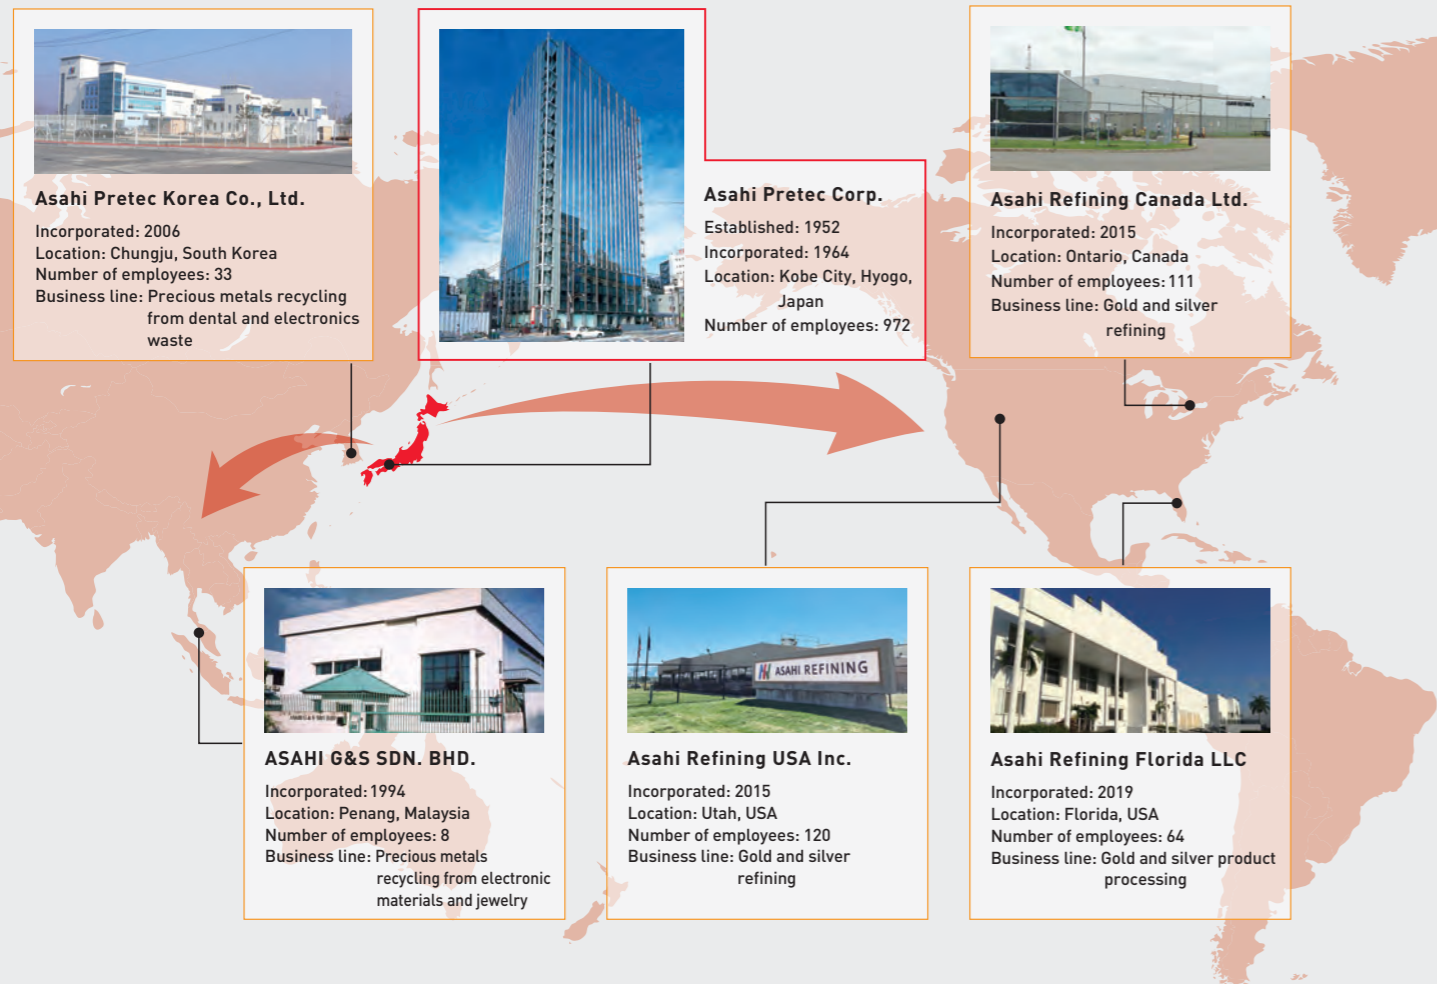 Asahi Pretec Korea Co., Ltd.
Incorporated: 2006
Location: Chungju, South Korea
Number of employees: 33
Business line: Precious metals recycling
from dental and electronics
waste
Asahi Pretec Corp.
Established: 1952
Incorporated: 1964
Location: Kobe City, Hyogo,
Japan
Number of employees: 972
Asahi Refining Canada Ltd.
Incorporated: 2015
Location: Ontario, Canada
Number of employees: 111
Business line: Gold and silver
refining
ASAHI G&S SDN. BHD.
Incorporated: 1994
Location: Penang, Malaysia
Number of employees: 8
Business line: Precious metals
recycling from electronic
materials and jewelry
ASAHI REFINING
Asahi Refining USA Inc.
Incorporated: 2015
Location: Utah, USA
Number of employees: 120
Business line: Gold and silver
refining
Asahi Refining Florida LLC
Incorporated: 2019
Location: Florida, USA
Number of employees: 64
Business line: Gold and silver product
processing